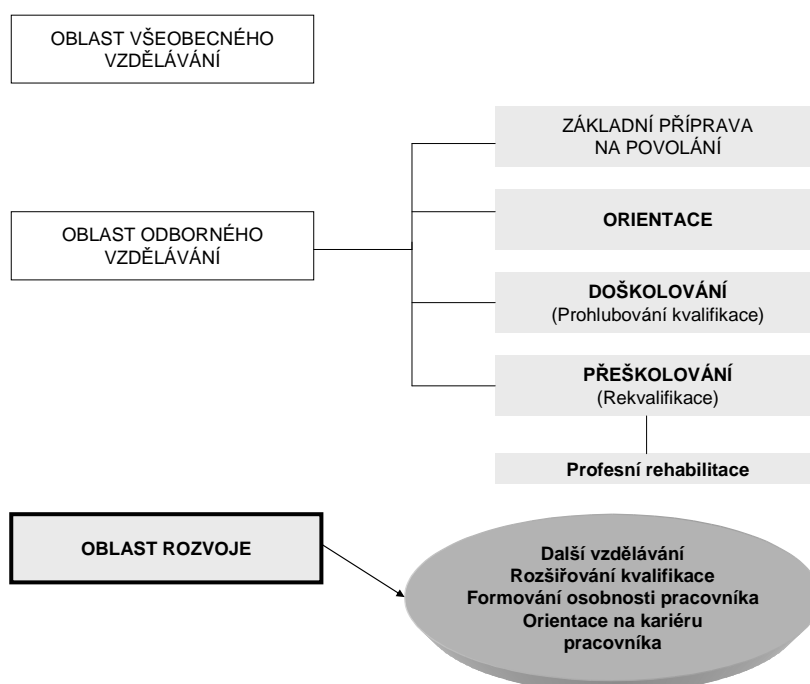 OBLAST VŠEOBECNÉHO
VZDĚLÁVÁNÍ
ZÁKLADNÍ PŘÍPRAVA
NA POVOLÁNÍ
OBLAST ODBORNÉHO
VZDĚLÁVÁNÍ
ORIENTACE
DOŠKOLOVÁNÍ
(Prohlubování kvalifikace)
PŘEŠKOLOVÁNÍ
(Rekvalifikace)
Profesní rehabilitace
OBLAST ROZVOJE
Další vzdělávání
Rozšiřování kvalifikace
Formování osobnosti pracovníka
Orientace na kariéru
pracovníka